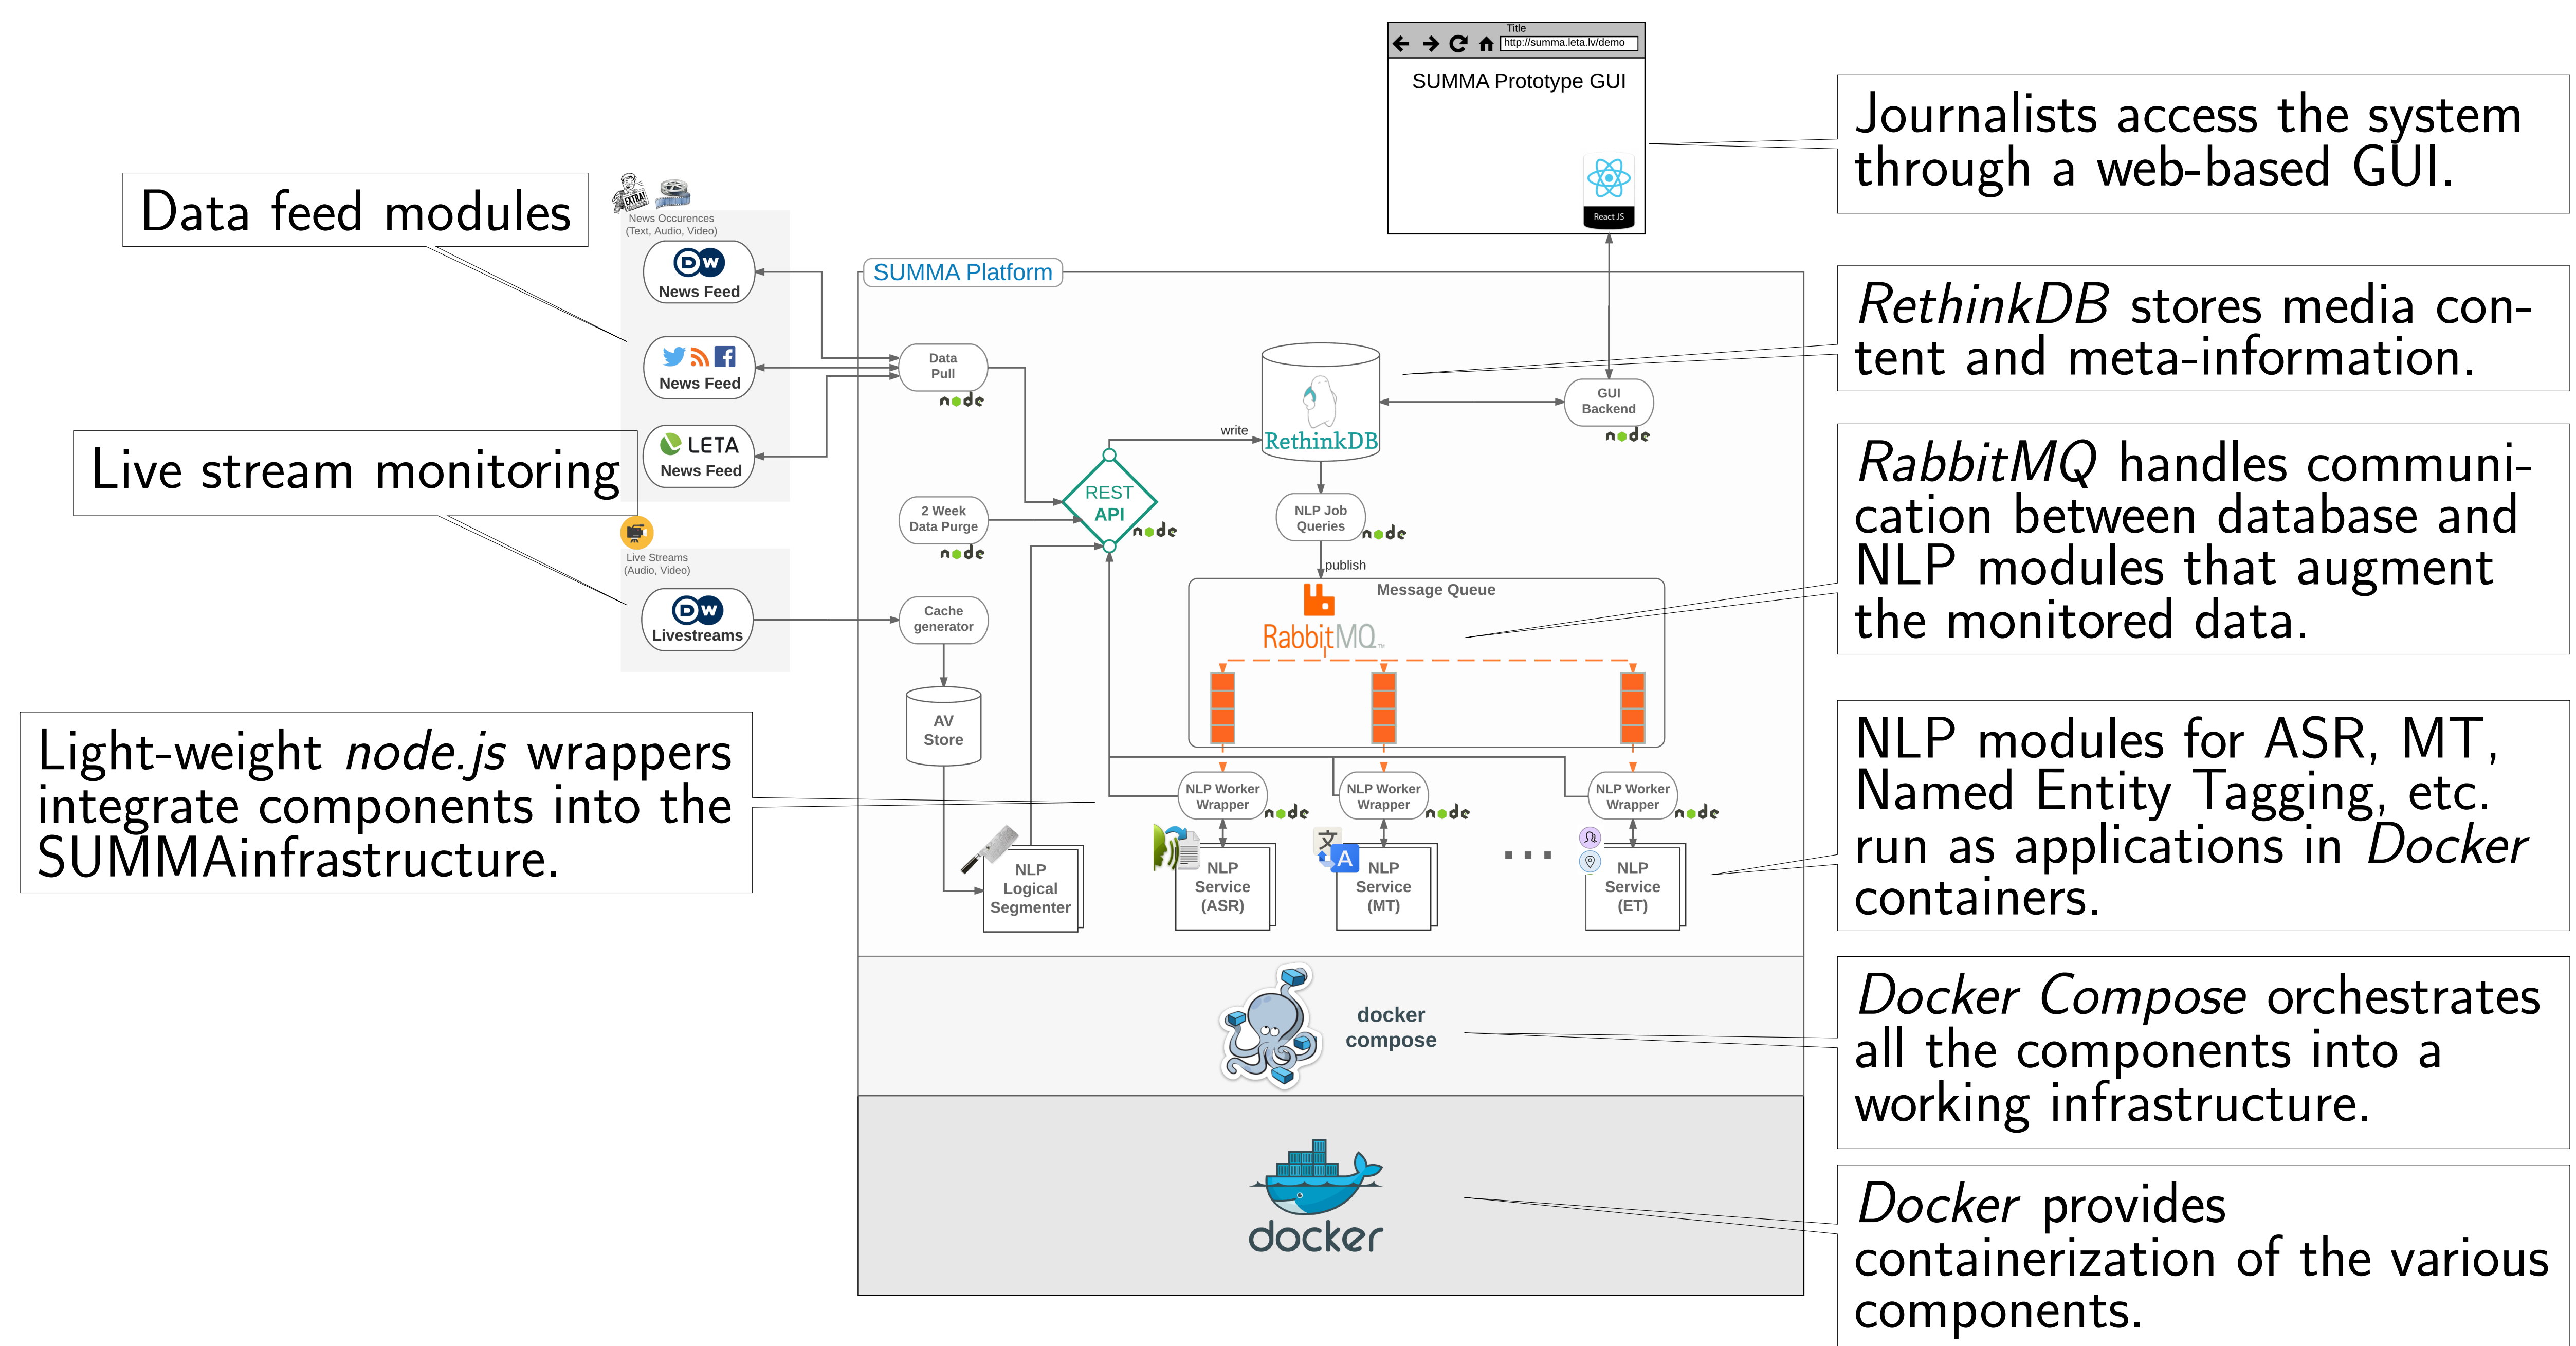 Title
http://summa.leta.lv/demo
SUMMA Prototype GUI
React JS
Journalists access the system
through a web-based GUI.
Data feed modules
EXTRA!
News Occurences
(Text, Audio, Video)
DW
News Feed
News Feed
LETA
News Feed
Live stream monitoring
Live Streams
(Audio, Video)
DW
Livestreams
SUMMA Platform
Data
Pull
node
2 Week
Data Purge
node
Cache
generator
AV
Store
REST
API
node
write
RethinkDB
GUI
Backend
node
NLP Job
Queries
node
publish
Message Queue
RabbitMQ™
NLP Worker
Wrapper
node
NLP Worker
Wrapper
node
NLP Worker
Wrapper
node
NLP
Logical
Segmenter
NLP
Service
(ASR)
文
A
NLP
Service
(MT)
...
NLP
Service
(ET)
docker
compose
docker
RethinkDB stores media con-
tent and meta-information.
RabbitMQ handles communi-
cation between database and
NLP modules that augment
the monitored data.
Light-weight node.js wrappers
integrate components into the
SUMMAinfrastructure.
NLP modules for ASR, MT,
Named Entity Tagging, etc.
run as applications in Docker
containers.
Docker Compose orchestrates
all the components into a
working infrastructure.
Docker provides
containerization of the various
components.